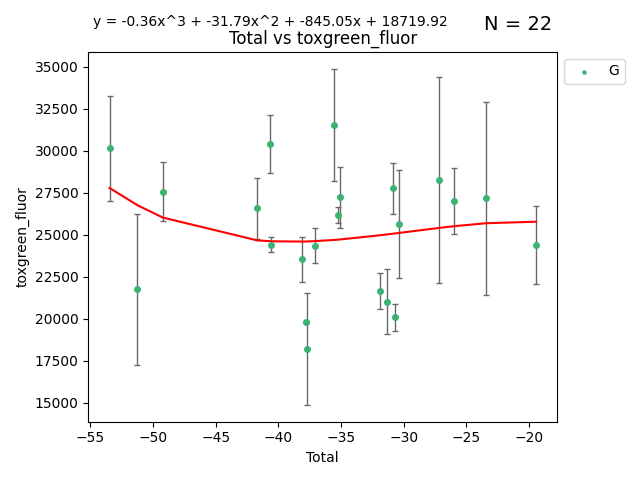 y = -0.36x^3 + -31.79x^2 + -845.05x + 18719.92
N = 22
Total vs toxgreen_fluor
G
toxgreen_fluor
35000
32500
30000
27500
25000
22500
20000
17500
15000
−55
−50
−45
−40
−35
−30
−25
−20
Total